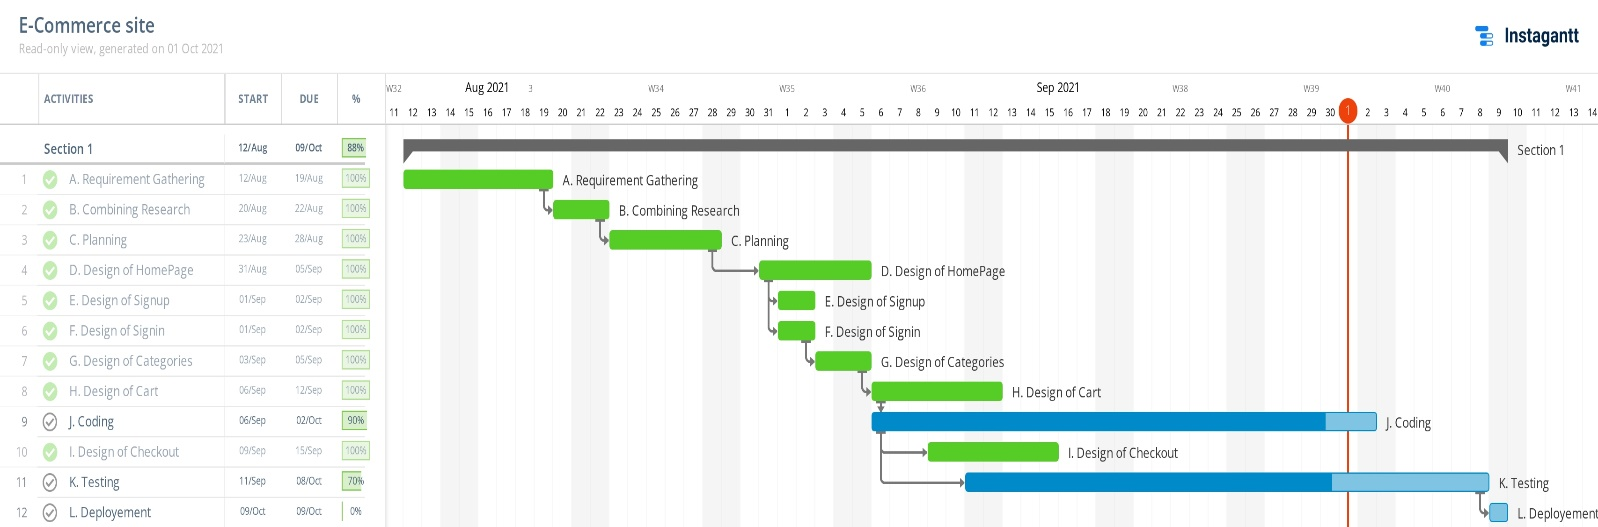 E-Commerce site
Read-only view, generated on 01 Oct 2021
Instagantt
ACTIVITIES START DUE %
W32 Aug 2021 3 W34 W35 W36 Sep 2021 W38 W39 W40 W41
11 12 13 14 15 16 17 18 19 20 21 22 23 24 25 26 27 28 29 30 31 1 2 3 4 5 6 7 8 9 10 11 12 13 14 15 16 17 18 19 20 21 22 23 24 25 26 27 28 29 30 1 2 3 4 5 6 7 8 9 10 11 12 13 14
Section 1 12/Aug 09/Oct 88% Section 1
1 A. Requirement Gathering 12/Aug 19/Aug 100% A. Requirement Gathering
2 B. Combining Research 20/Aug 22/Aug 100% B. Combining Research
3 C. Planning 23/Aug 28/Aug 100% C. Planning
4 D. Design of HomePage 31/Aug 05/Sep 100% D. Design of HomePage
5 E. Design of Signup 01/Sep 02/Sep 100% E. Design of Signup
6 F. Design of Signin 01/Sep 02/Sep 100% F. Design of Signin
7 G. Design of Categories 03/Sep 05/Sep 100% G. Design of Categories
8 H. Design of Cart 06/Sep 12/Sep 100% H. Design of Cart
9 J. Coding 06/Sep 02/Oct 90% J. Coding
10 I. Design of Checkout 09/Sep 15/Sep 100% I. Design of Checkout
11 K. Testing 11/Sep 08/Oct 70% K. Testing
12 L. Deployement 09/Oct 09/Oct 0% L. Deployement